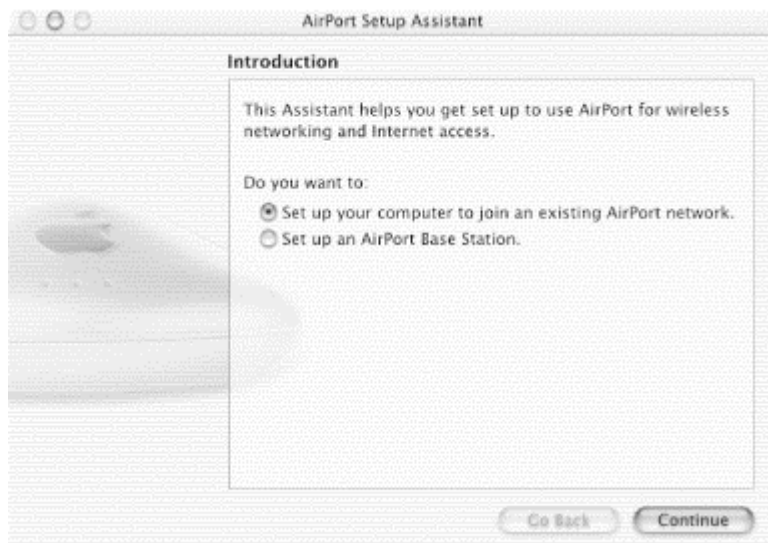 AirPort Setup Assistant
Introduction
This Assistant helps you get set up to use AirPort for wireless
networking and Internet access.
Do you want to:
Set up your computer to join an existing AirPort network.
Set up an AirPort Base Station.
Go Back
Continue